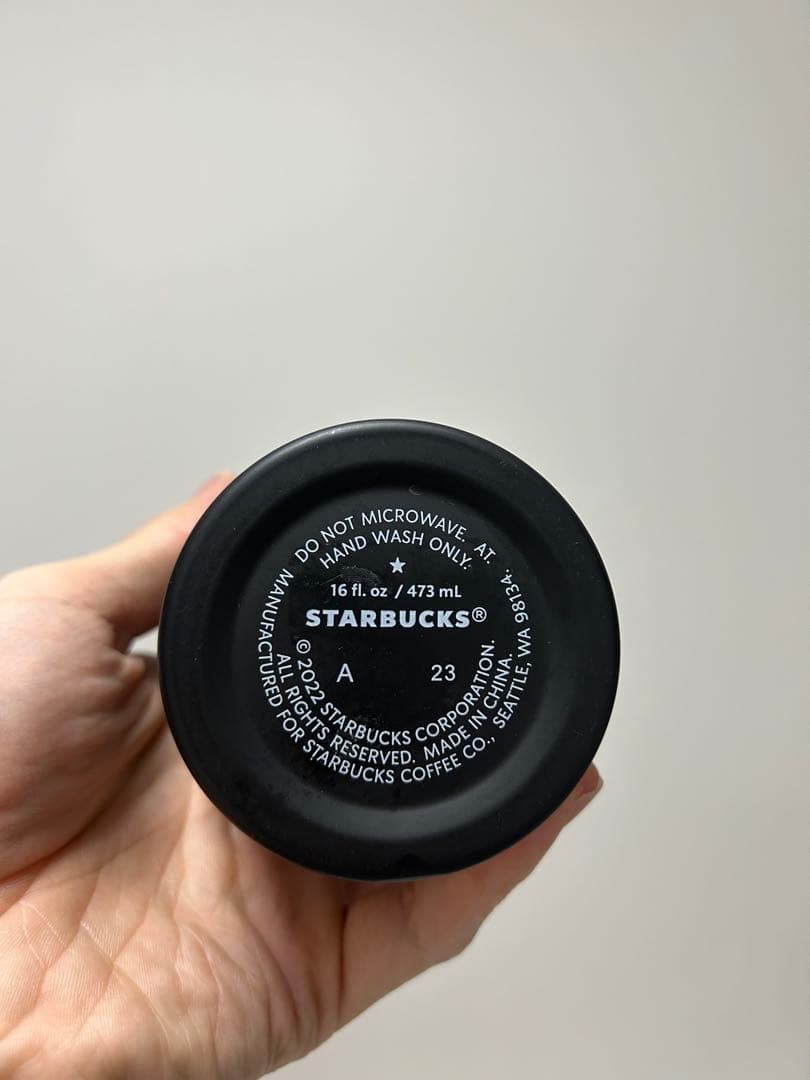 DO NOT MICROWAVE. AT.
HAND WASH ONLY.
★
16 fl. oz / 473 mL
STARBUCKS®
A 23
© 2022 STARBUCKS CORPORATION.
ALL RIGHTS RESERVED. MADE IN CHINA.
MANUFACTURED FOR STARBUCKS COFFEE CO., SEATTLE, WA 98134.